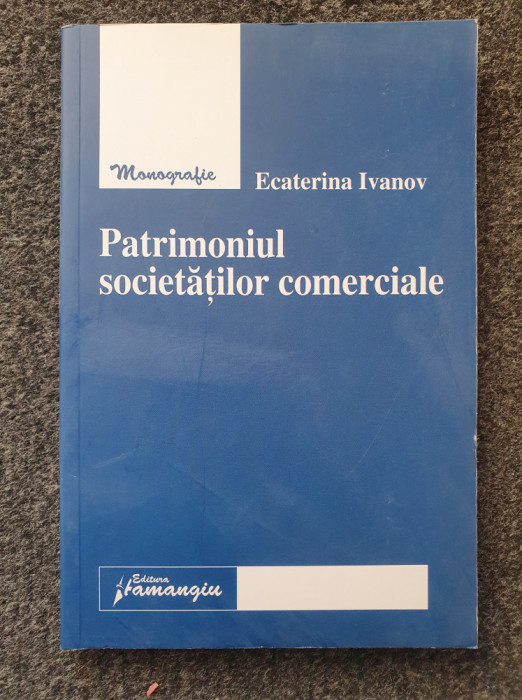 Monografie
Ecaterina Ivanov
Patrimoniul
societăților comerciale
Editura
Hamangiu